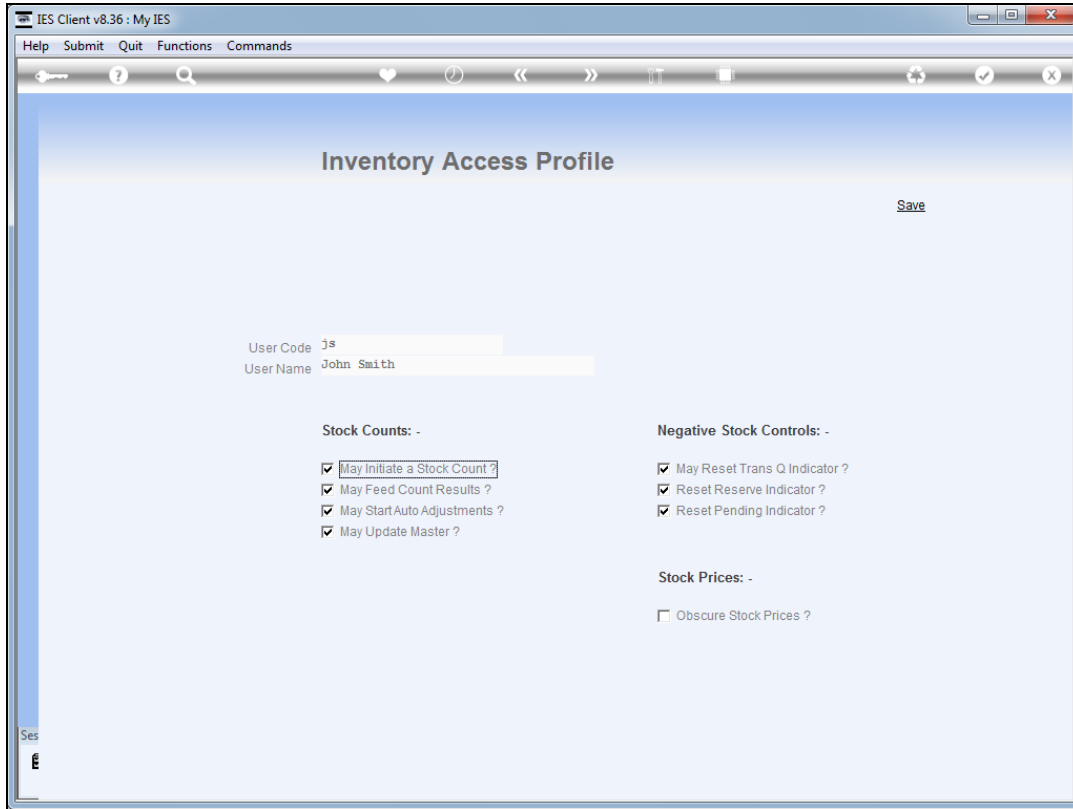 IES Client v8.36 : My IES
Help Submit Quit Functions Commands
Inventory Access Profile
Save
User Code js
User Name John Smith
Stock Counts: -
Negative Stock Controls: -
May Initiate a Stock Count ?
May Reset Trans Q Indicator ?
May Feed Count Results ?
Reset Reserve Indicator ?
May Start Auto Adjustments ?
Reset Pending Indicator ?
May Update Master ?
Stock Prices: -
Obscure Stock Prices ?
Ses